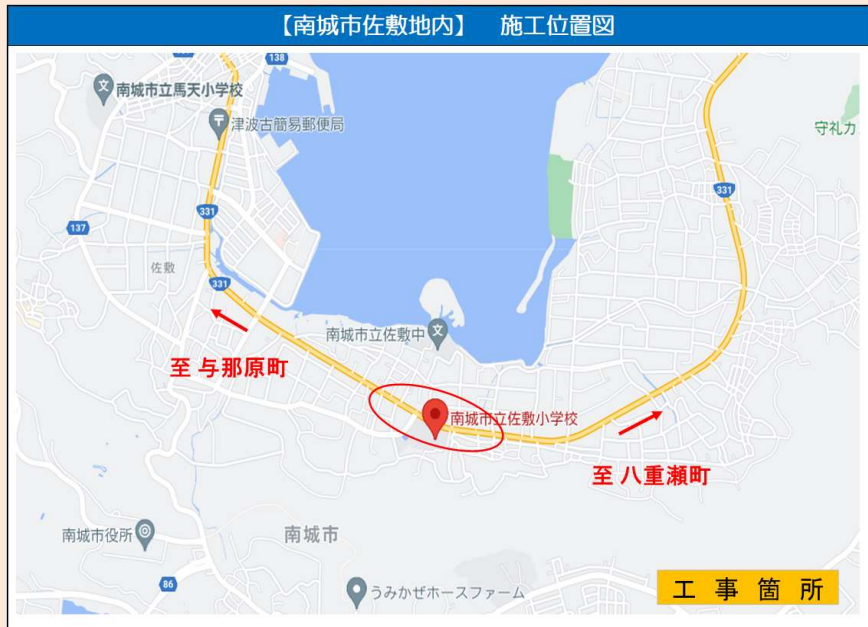 【南城市佐敷地内】 施工位置図
138
南城市立馬天小学校
津波古簡易郵便局
守礼カ
331
331
137
佐敷
331
南城市立佐敷中
至 与那原町
南城市立佐敷小学校
至 八重瀬町
南城市役所
南城市
86
うみかぜホースファーム
工 事 箇 所